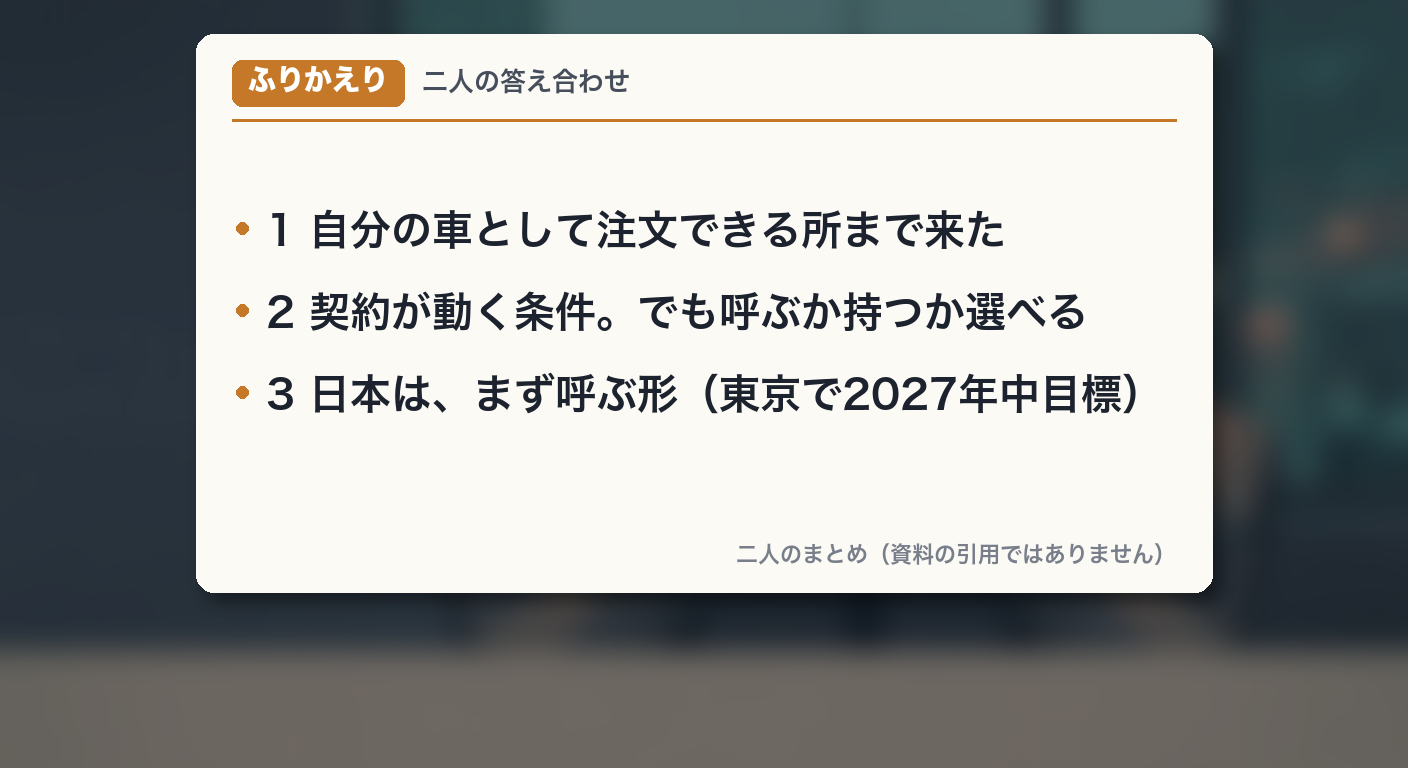 ふりかえり 二人の答え合わせ
• 1 自分の車として注文できる所まで来た
• 2 契約が動く条件。でも呼ぶか持つか選べる
• 3 日本は、まず呼ぶ形（東京で2027年中目標）
二人のまとめ（資料の引用ではありません）